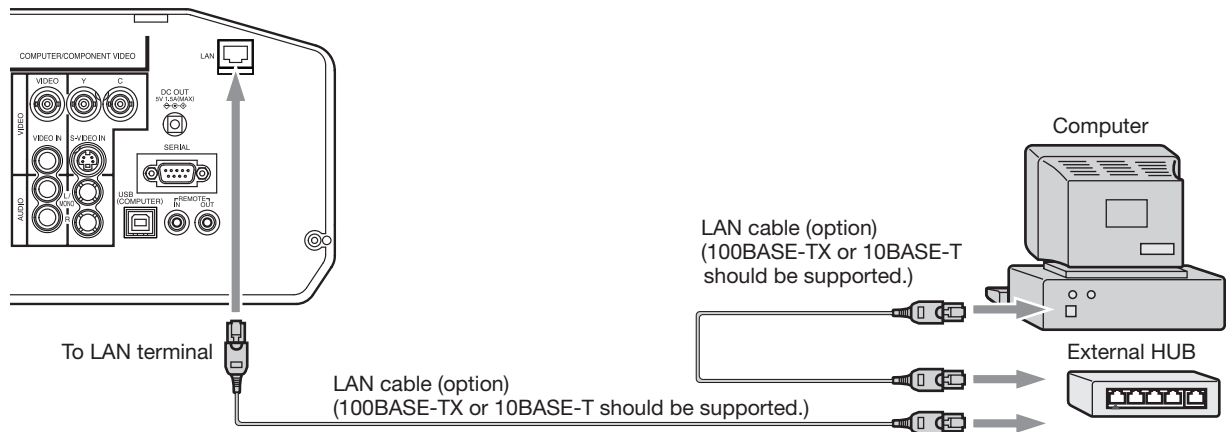 COMPUTER/COMPONENT VIDEO
LAN
VIDEO
Y
C
DC OUT
5V 1.5A(MAX)
VIDEO
VIDEO IN
S-VIDEO IN
SERIAL
AUDIO
L/
MONO
R
USB
(COMPUTER)
REMOTE
IN
OUT
To LAN terminal
LAN cable (option)
(100BASE-TX or 10BASE-T should be supported.)
LAN cable (option)
(100BASE-TX or 10BASE-T
should be supported.)
Computer
External HUB